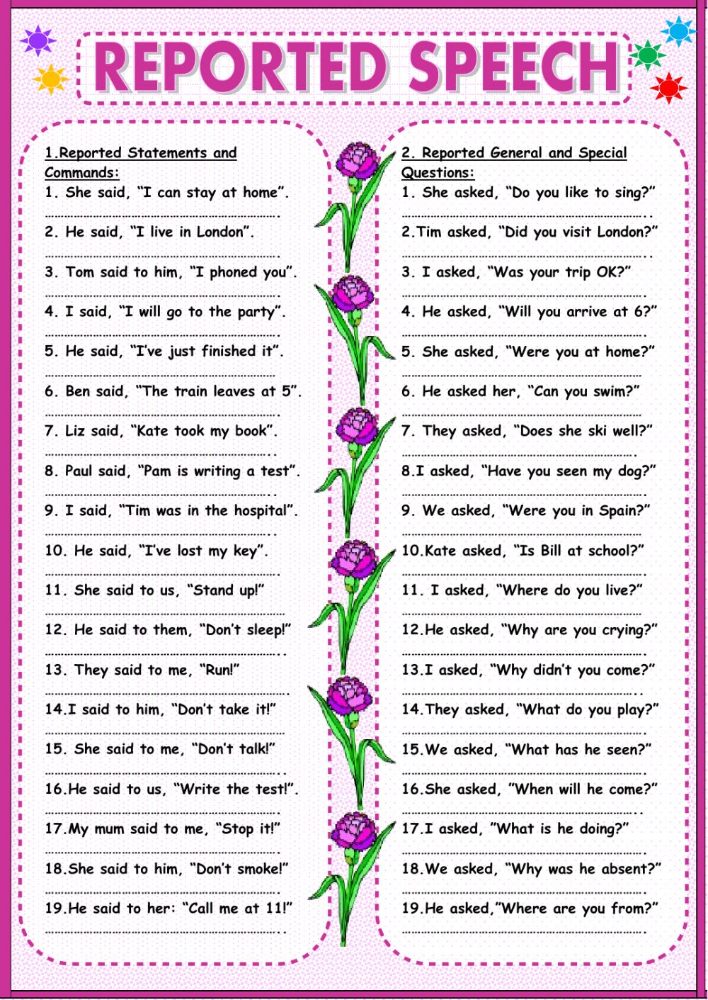 REPORTED SPEECH
1.Reported Statements and
Commands:
1. She said, “I can stay at home”.
………………………………………………………………….
2. He said, “I live in London”.
………………………………………………………………….
3. Tom said to him, “I phoned you”.
………………………………………………………………….
4. I said, “I will go to the party”.
………………………………………………………………….
5. He said, “I’ve just finished it”.
…………………………………………………………………
6. Ben said, “The train leaves at 5”.
………………………………………………………………….
7. Liz said, “Kate took my book”.
………………………………………………………………..
8. Paul said, “Pam is writing a test”.
………………………………………………………………..
9. I said, “Tim was in the hospital”.
………………………………………………………………..
10. He said, “I’ve lost my key”.
………………………………………………………………….
11. She said to us, “Stand up!”
……………………………………………………………………
12. He said to them, “Don’t sleep!”
…………………………………………………………………..
13. They said to me, “Run!”
…………………………………………………………………….
14.I said to him, “Don’t take it!”
……………………………………………………………………
15. She said to me, “Don’t talk!”
…………………………………………………………………..
16.He said to us, “Write the test!”.
………………………………………………………………….
17.My mum said to me, “Stop it!”
………………………………………………………………….
18.She said to him, “Don’t smoke!”
………………………………………………………………….
19.He said to her: “Call me at 11!”
…………………………………………………………………..
2. Reported General and Special
Questions:
1. She asked, “Do you like to sing?”
……………………………………………………………………..
2.Tim asked, “Did you visit London?”
……………………………………………………………………..
3. I asked, “Was your trip OK?”
…………………………………………………………………….
4. He asked, “Will you arrive at 6?”
…………………………………………………………………….
5. She asked, “Were you at home?”
……………………………………………………………………
6. He asked her, “Can you swim?”
……………………………………………………………………
7. They asked, “Does she ski well?”
………………………………………………………………….
8.I asked, “Have you seen my dog?”
…………………………………………………………………….
9. We asked, “Were you in Spain?”
……………………………………………………………………
10.Kate asked, “Is Bill at school?”
…………………………………………………………………….
11. I asked, “Where do you live?”
……………………………………………………………………
12.He asked, “Why are you crying?”
…………………………………………………………………….
13.I asked, “Why didn’t you come?”
…………………………………………………………………….
14.They asked, “What do you play?”
…………………………………………………………………….
15.We asked, “What has he seen?”
…………………………………………………………………….
16.She asked, ”When will he come?”
…………………………………………………………………..
17.I asked, ”What is he doing?”
…………………………………………………………………….
18.We asked, “Why was he absent?”
…………………………………………………………………….
19.He asked,”Where are you from?”
…………………………………………………………………….